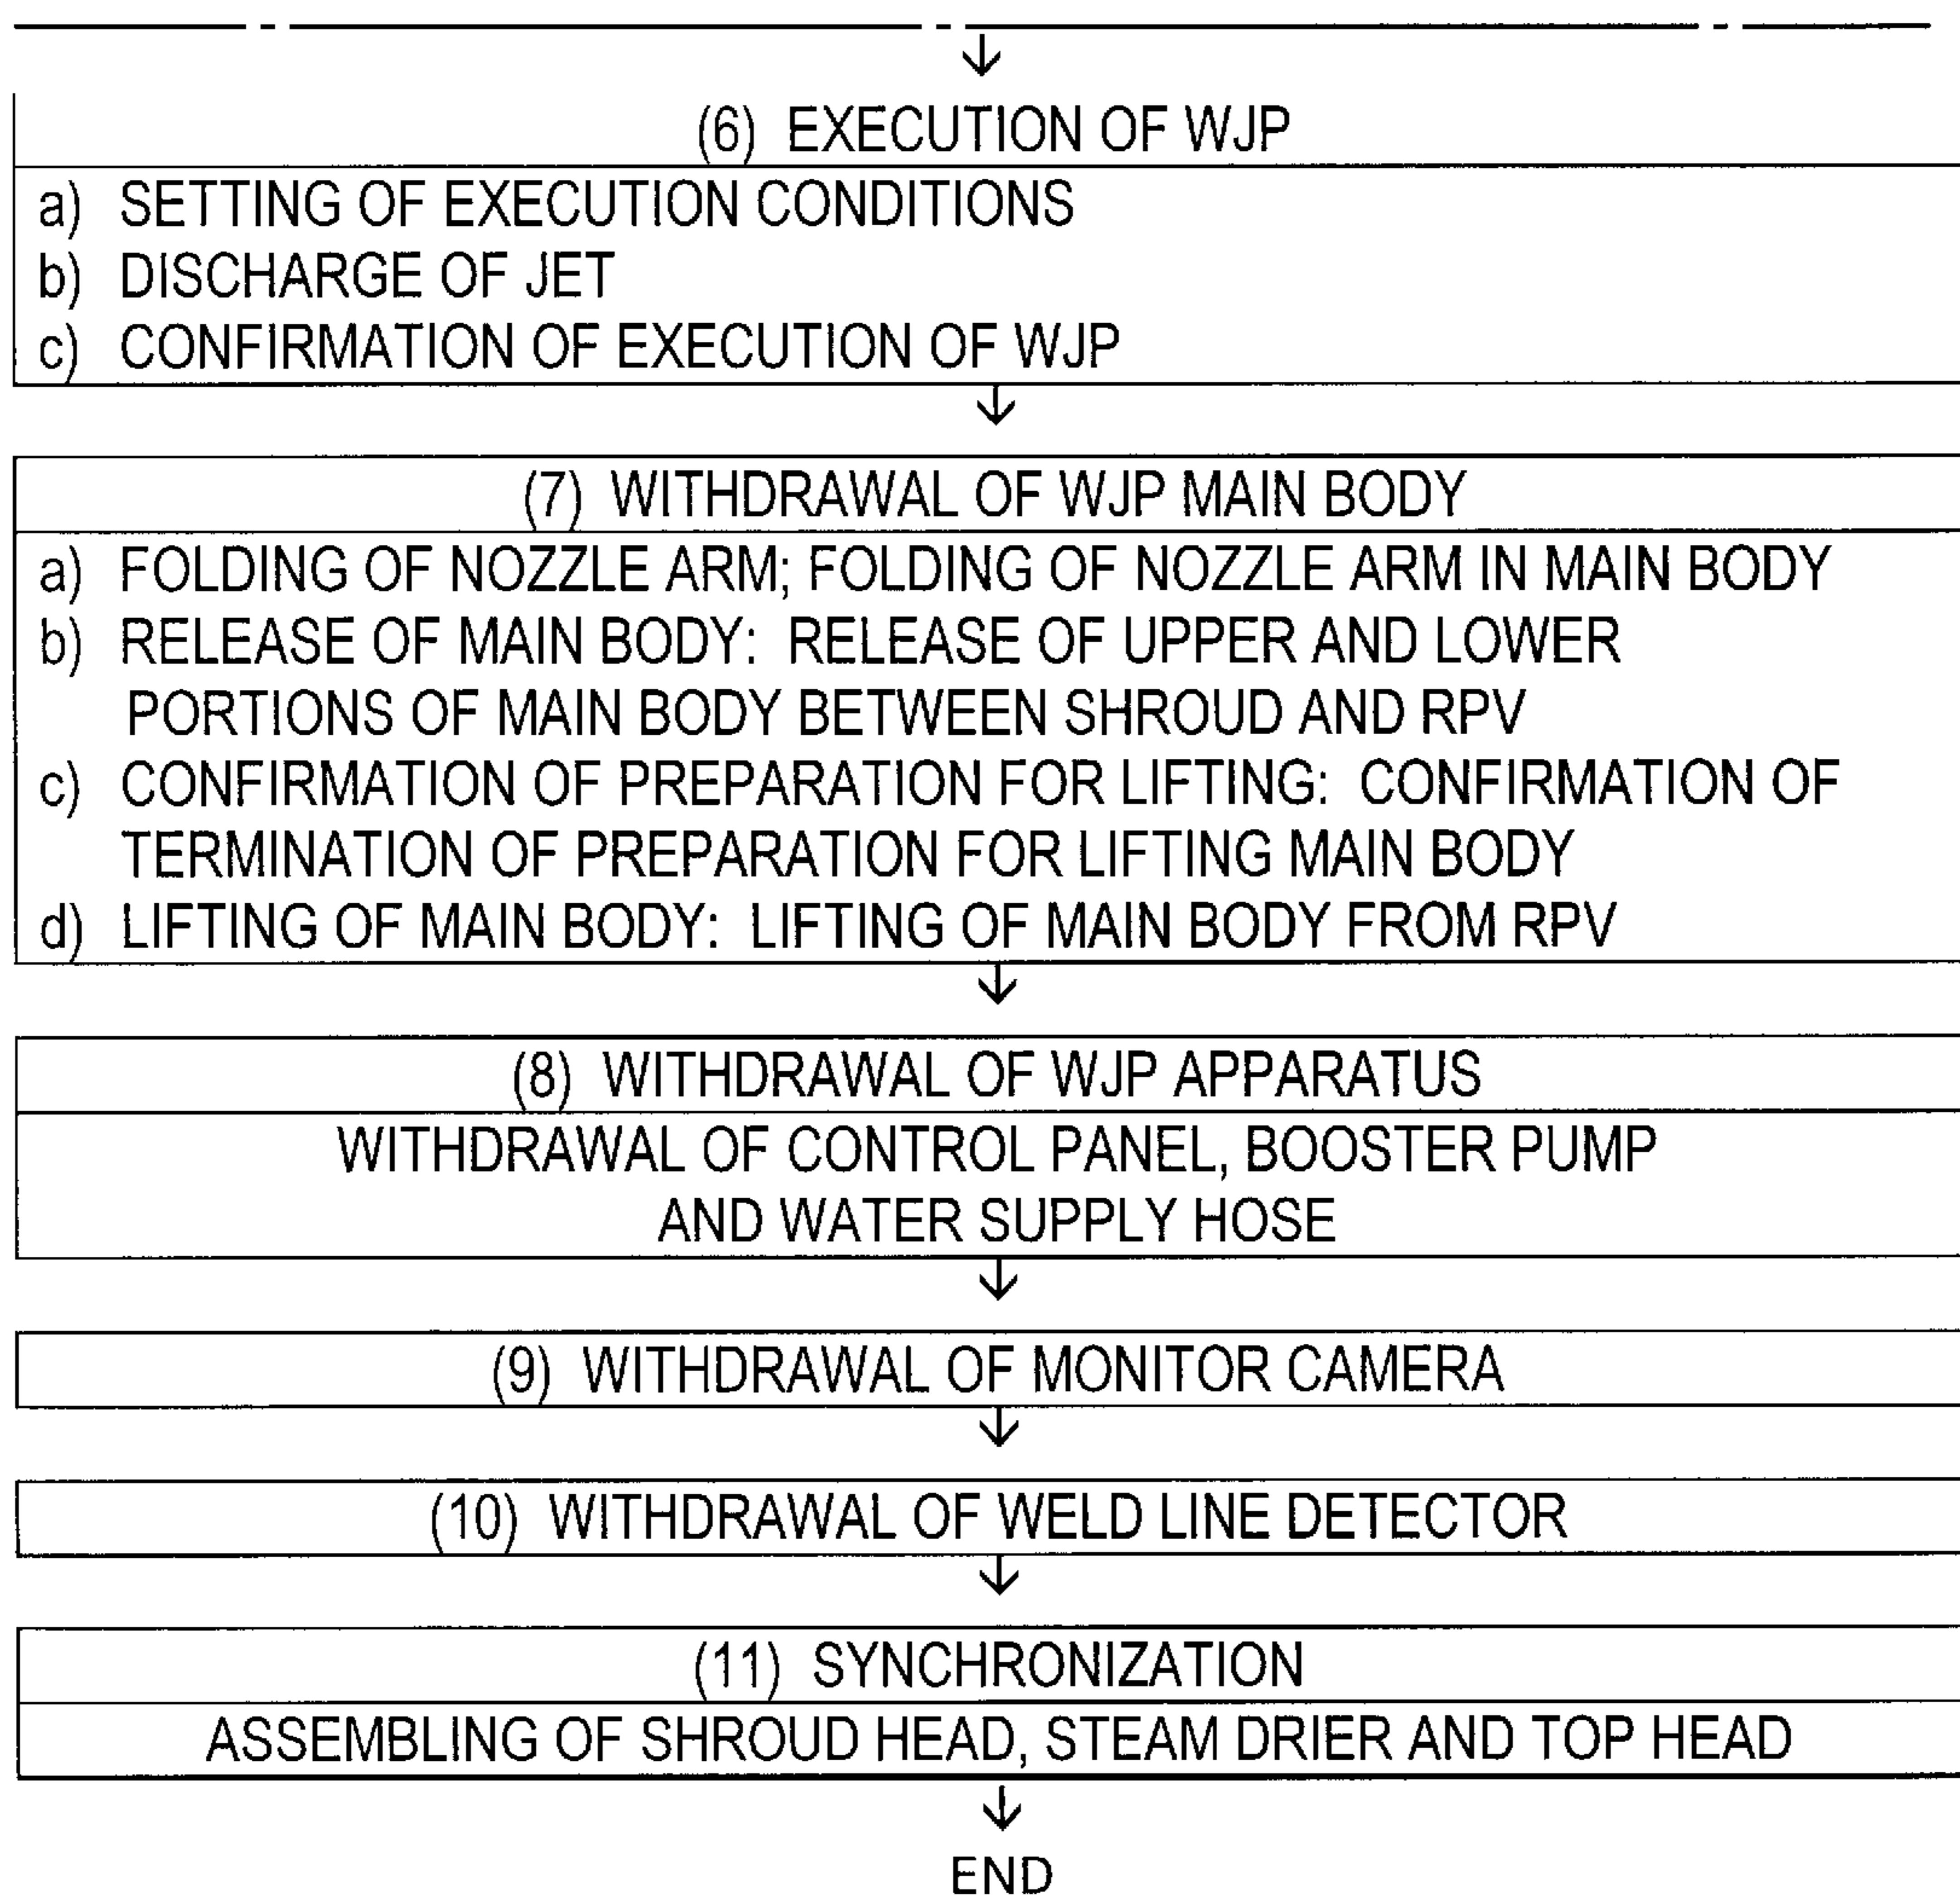 (6) EXECUTION OF WJP
a) SETTING OF EXECUTION CONDITIONS
b) DISCHARGE OF JET
c) CONFIRMATION OF EXECUTION OF WJP
(7) WITHDRAWAL OF WJP MAIN BODY
a) FOLDING OF NOZZLE ARM; FOLDING OF NOZZLE ARM IN MAIN BODY
b) RELEASE OF MAIN BODY: RELEASE OF UPPER AND LOWER
PORTIONS OF MAIN BODY BETWEEN SHROUD AND RPV
c) CONFIRMATION OF PREPARATION FOR LIFTING: CONFIRMATION OF
TERMINATION OF PREPARATION FOR LIFTING MAIN BODY
d) LIFTING OF MAIN BODY: LIFTING OF MAIN BODY FROM RPV
(8) WITHDRAWAL OF WJP APPARATUS
WITHDRAWAL OF CONTROL PANEL, BOOSTER PUMP
AND WATER SUPPLY HOSE
(9) WITHDRAWAL OF MONITOR CAMERA
(10) WITHDRAWAL OF WELD LINE DETECTOR
(11) SYNCHRONIZATION
ASSEMBLING OF SHROUD HEAD, STEAM DRIER AND TOP HEAD
END